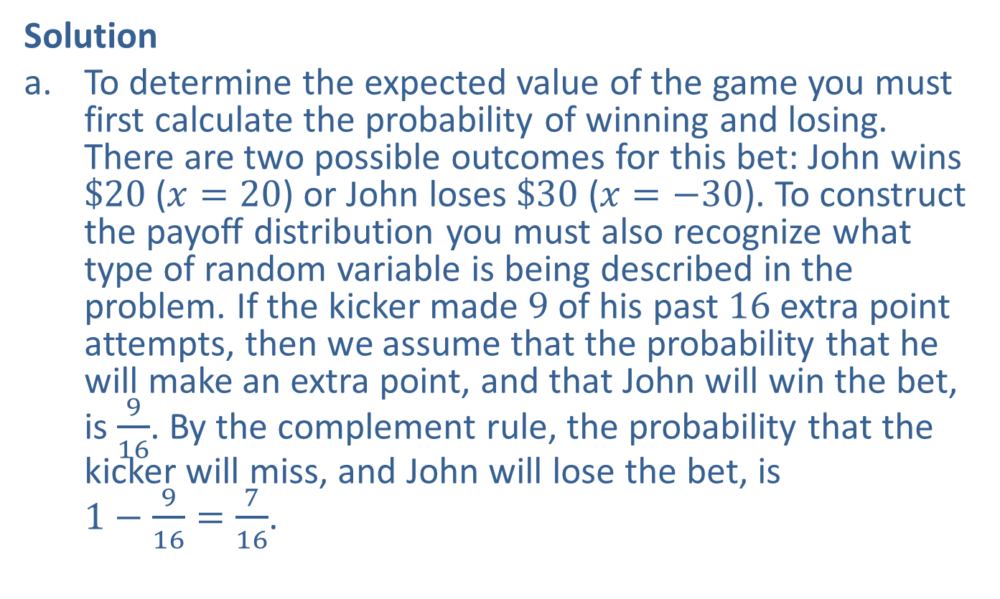 Solution
a. To determine the expected value of the game you must
first calculate the probability of winning and losing.
There are two possible outcomes for this bet: John wins
$20 (x = 20) or John loses $30 (x = −30). To construct
the payoff distribution you must also recognize what
type of random variable is being described in the
problem. If the kicker made 9 of his past 16 extra point
attempts, then we assume that the probability that he
will make an extra point, and that John will win the bet,
is 9/16. By the complement rule, the probability that the
kicker will miss, and John will lose the bet, is
1 − 9/16 = 7/16.